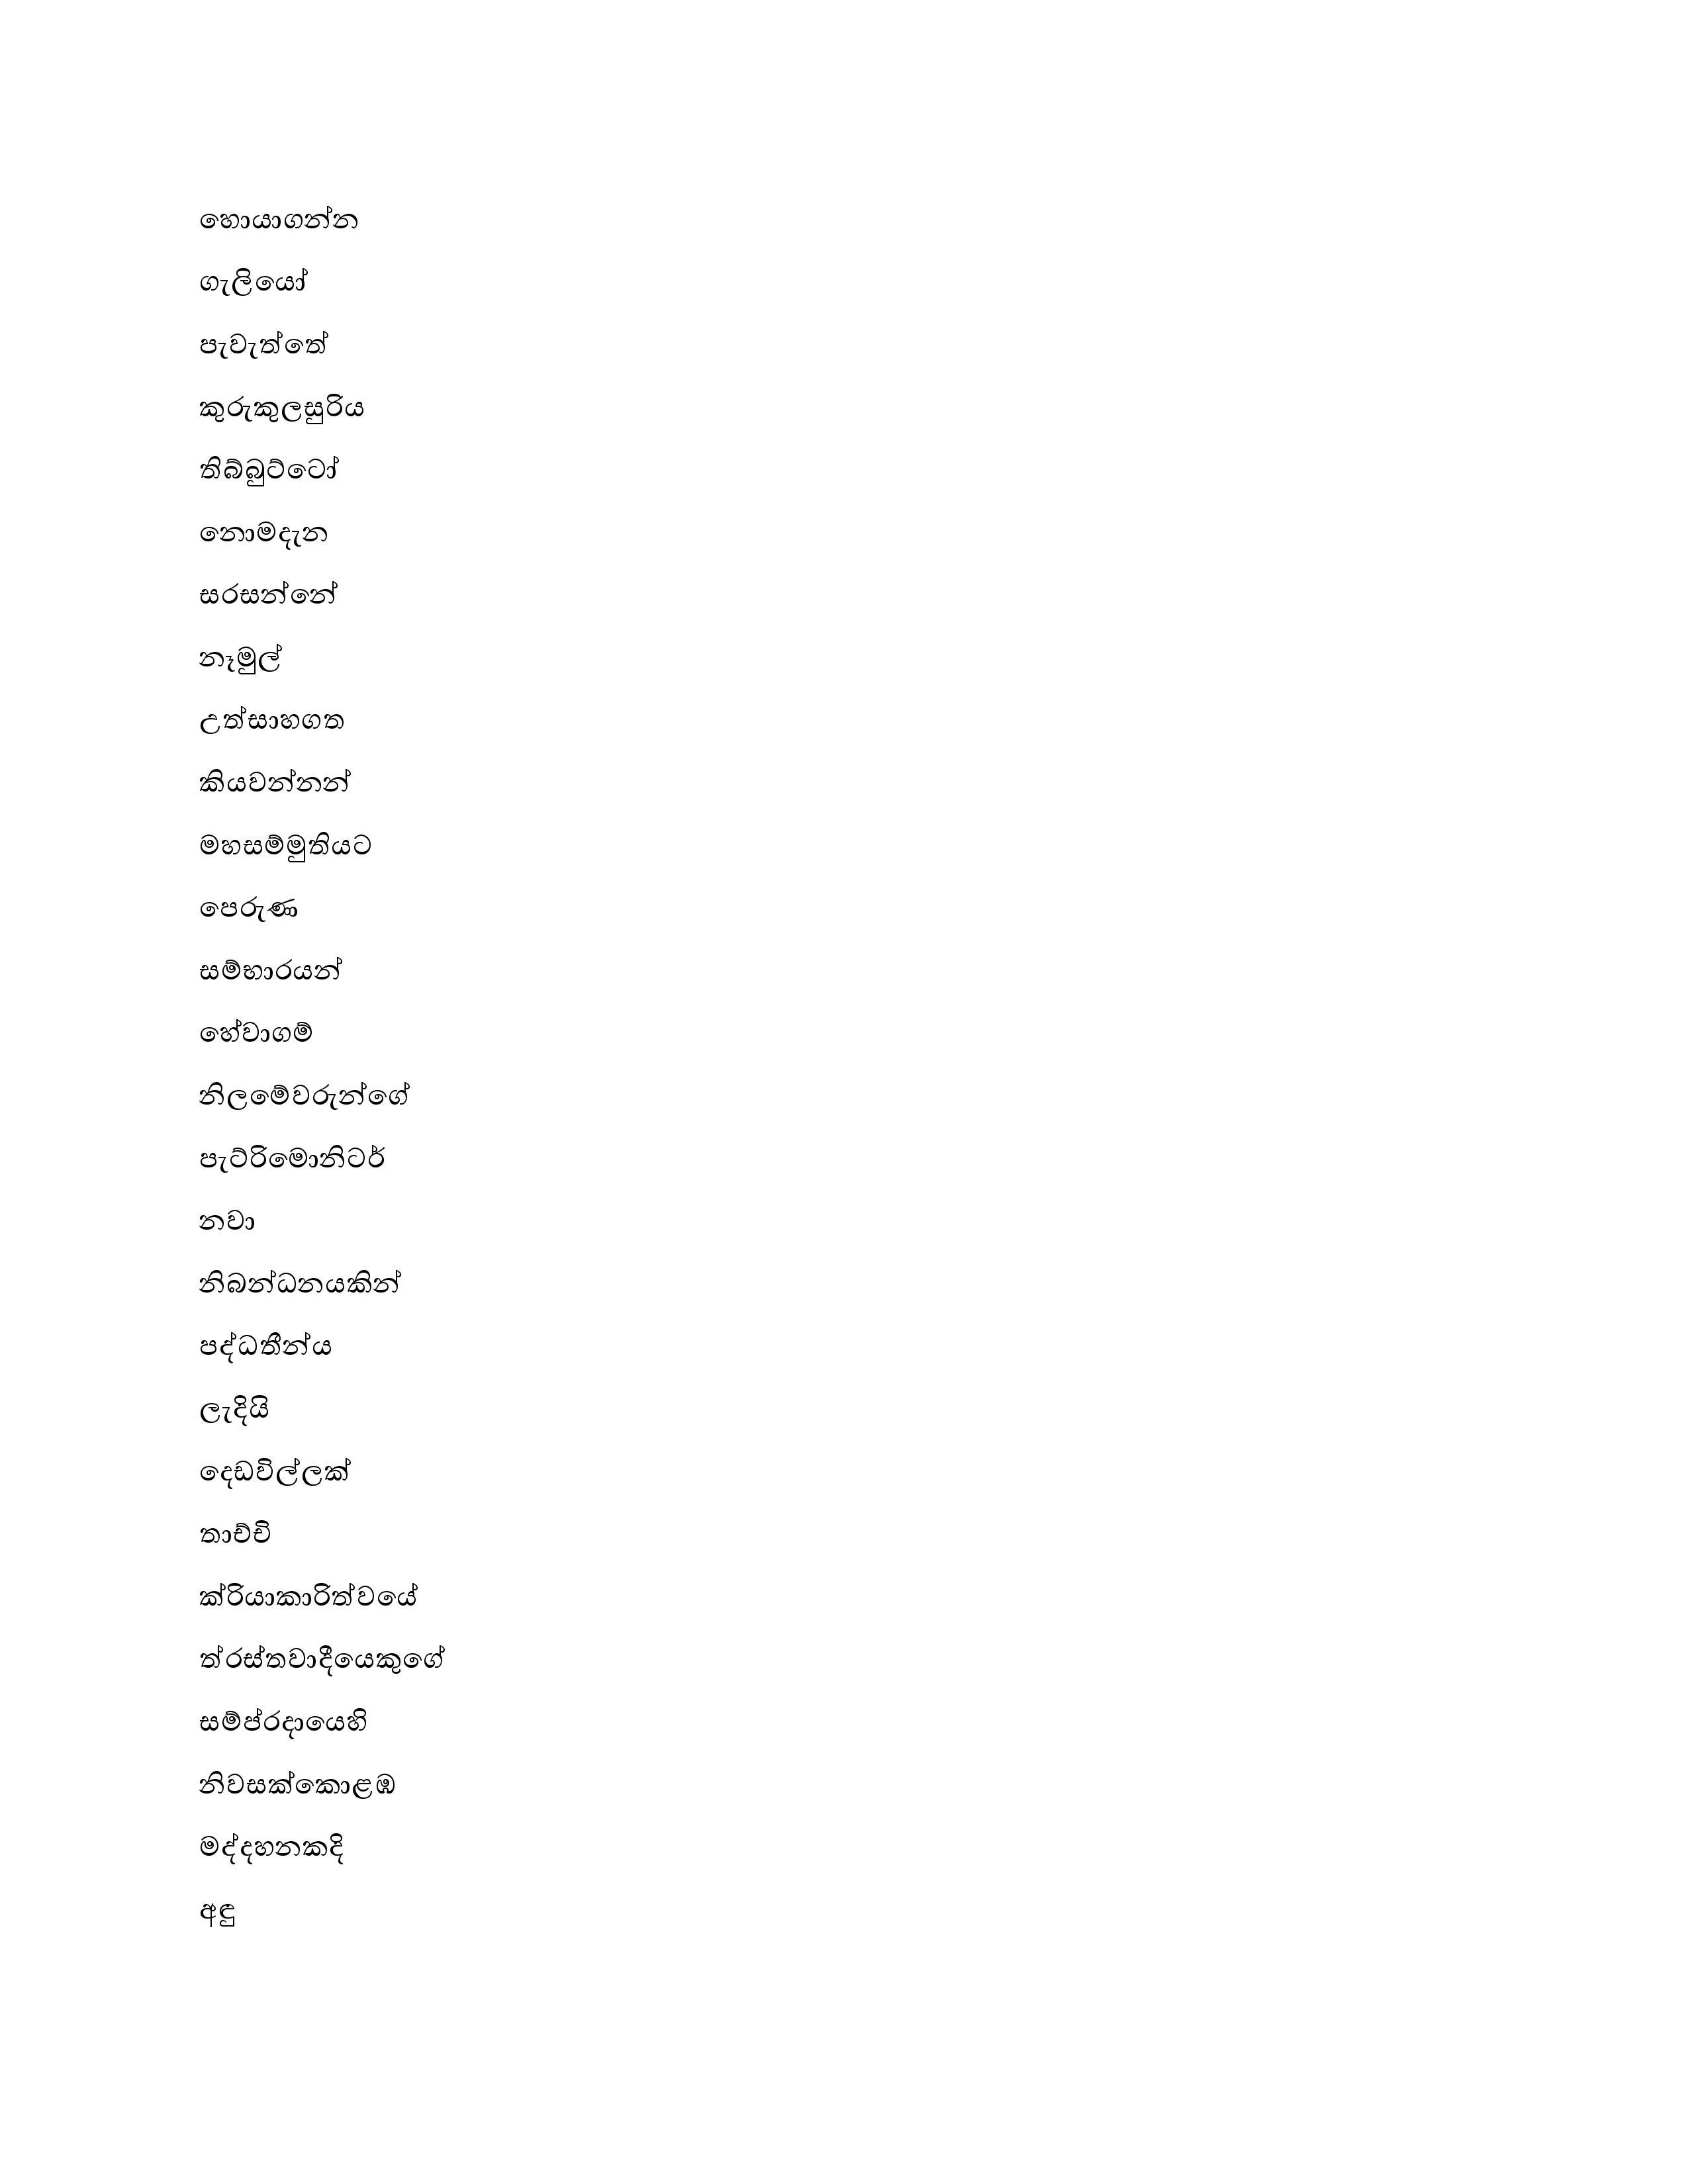 හොයාගන්න
ගැලියෝ
පැවැත්තේ
කුරුකුලසුරිය
තිබ්බුට්ටෝ
නොමදැන
සරසන්නේ
නෑමුල්
උත්සාහගත
කියවන්නන්
මහසම්මුතියට
පෙරුණ
සම්භාරයන්
හේවාගම්
නිලමේවරුන්ගේ
පැට්රිමොනිටර්
නවා
නිබන්ධනයකින්
පද්ධතීන්ය
ලැදියි
දෙඩවිල්ලක්
තාච්චි
ක්රියාකාරිත්වයේ
ත්රස්තවාදීයෙකුගේ
සම්ප්රදායෙහි
නිවසක්කොළඹ
මද්දහනකදි
අඳු